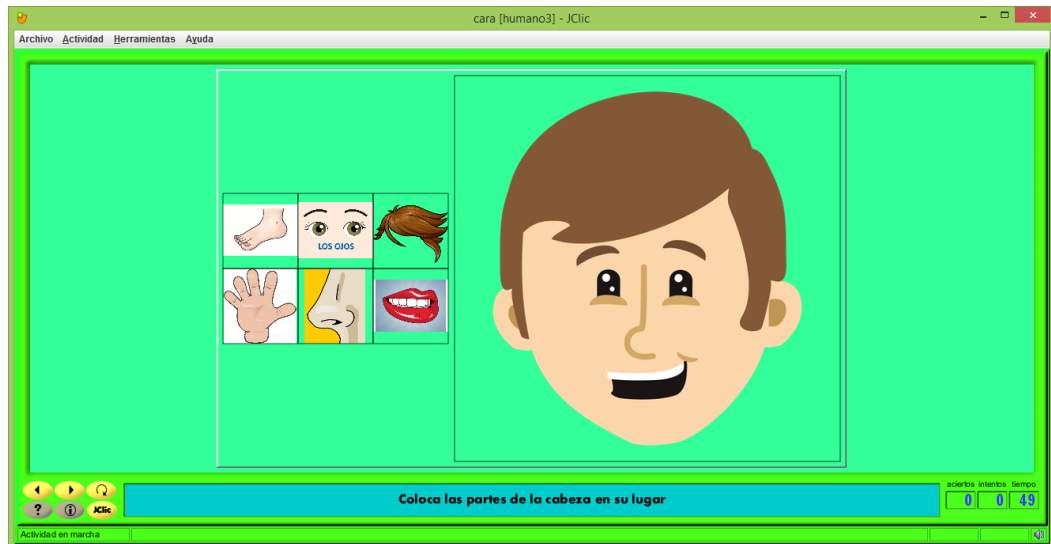 cara [humano3] - JClic
Archivo Actividad Herramientas Ayuda
LOS OJOS
Coloca las partes de la cabeza en su lugar
aciertos intentos tiempo
0 0 49
? i JClic
Actividad en marcha